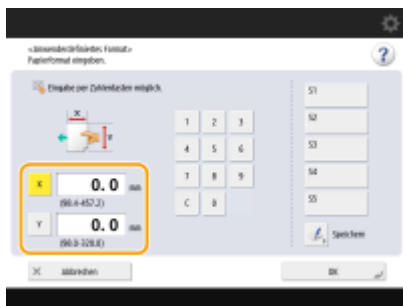 <Anwenderdefiniertes Format>
Papierformat eingeben.
?
Eingabe per Zahlentasten möglich.
X
Y
1 2 3
4 5 6
7 8 9
C 0
X 0. 0 mm
(98.4-457.2)
Y 0. 0 mm
(90.0-320.0)
S1
S2
S3
S4
S5
Speichern
Abbrechen
OK